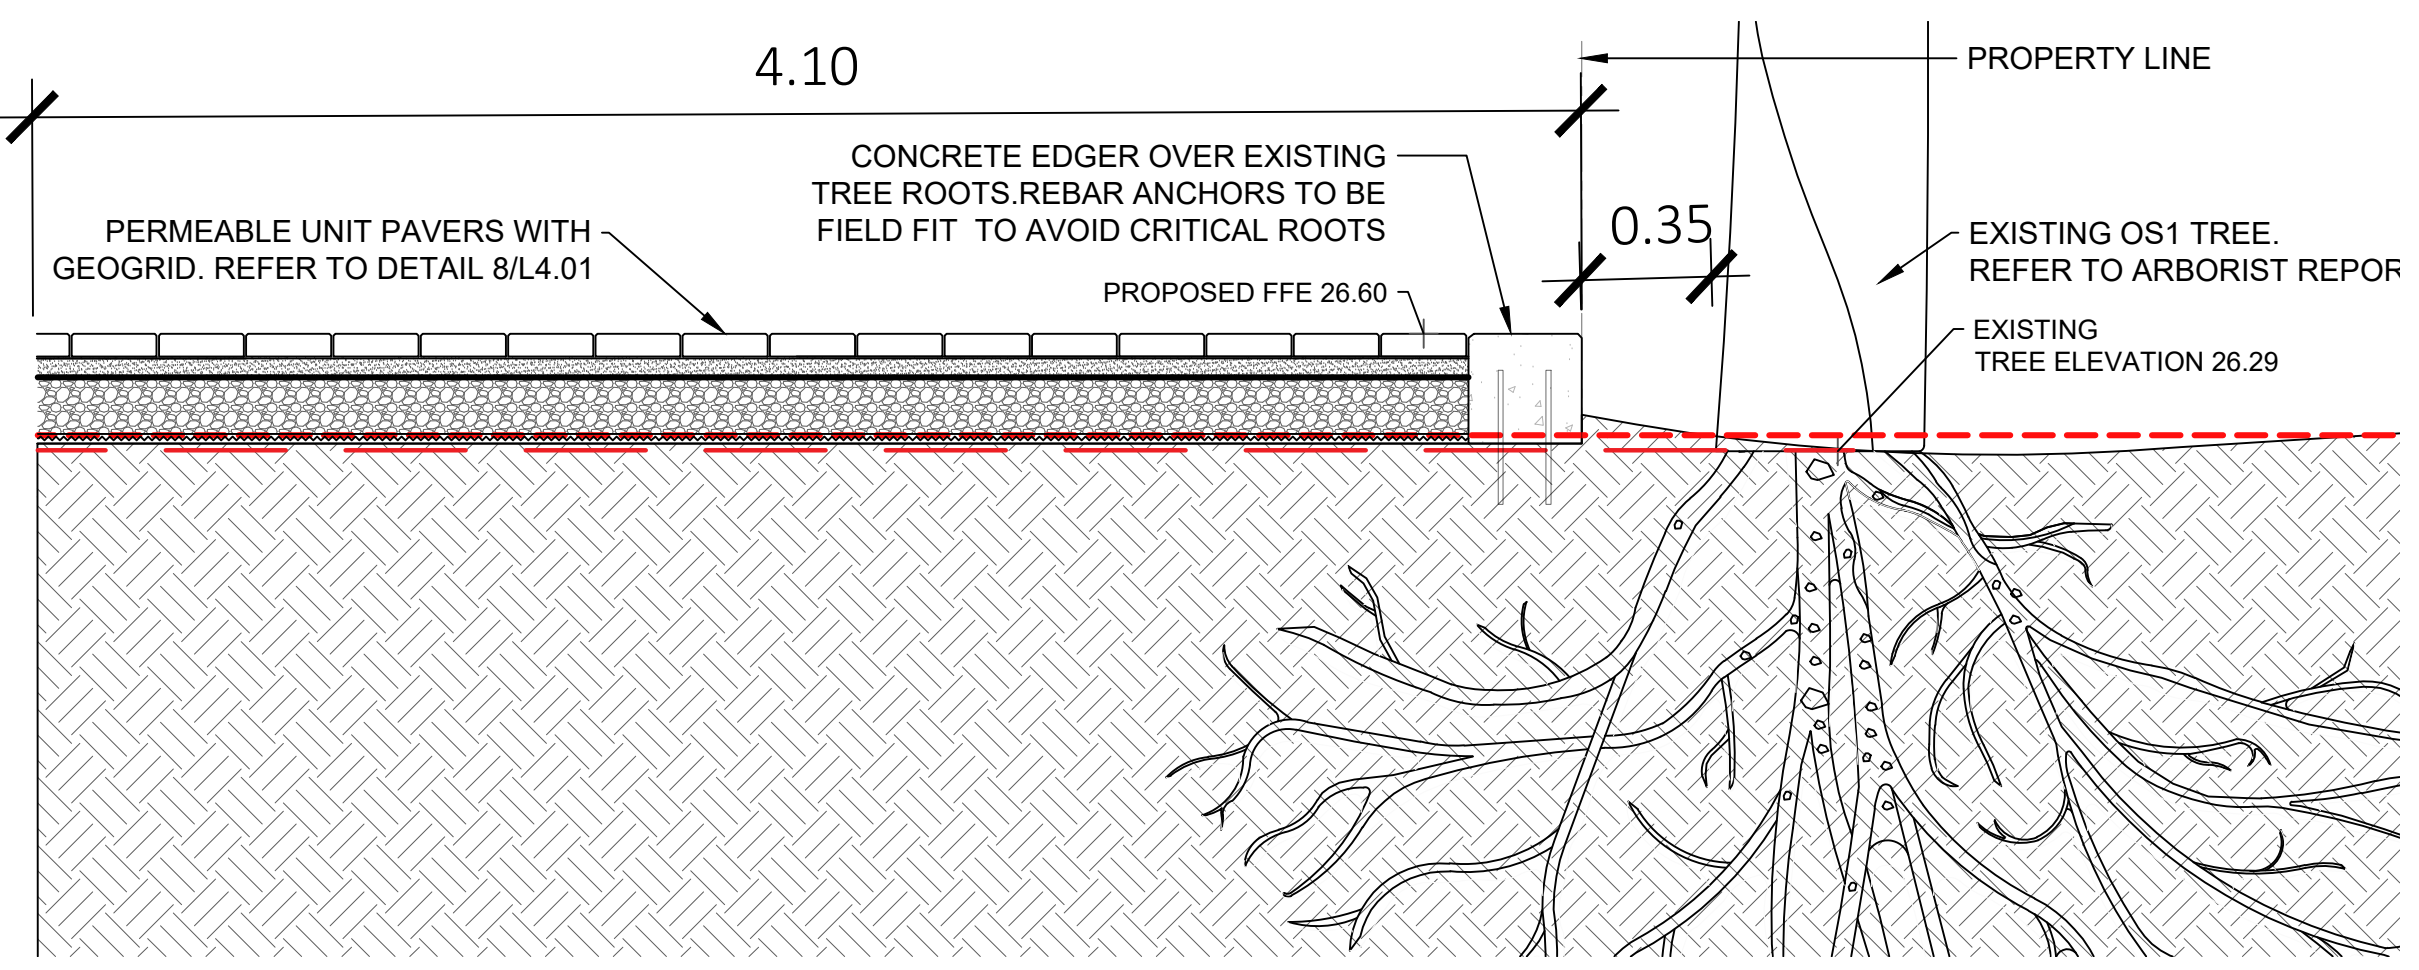 4.10
PROPERTY LINE
CONCRETE EDGER OVER EXISTING
TREE ROOTS.REBAR ANCHORS TO BE
FIELD FIT  TO AVOID CRITICAL ROOTS
0.35
PERMEABLE UNIT PAVERS WITH
GEOGRID. REFER TO DETAIL 8/L4.01
EXISTING OS1 TREE.
REFER TO ARBORIST REPOR
PROPOSED FFE 26.60
EXISTING
TREE ELEVATION 26.29